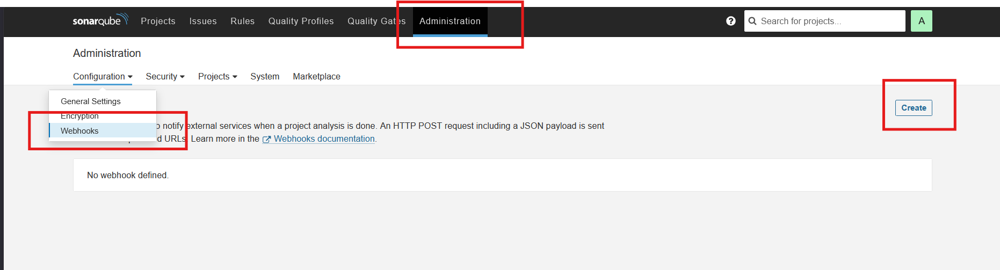 sonarqube Projects Issues Rules Quality Profiles Quality Gates Administration Search for projects... A
Administration
Configuration Security Projects System Marketplace
General Settings
Encryption
Webhooks
Create
o notify external services when a project analysis is done. An HTTP POST request including a JSON payload is sent
d URLs. Learn more in the Webhooks documentation.
No webhook defined.